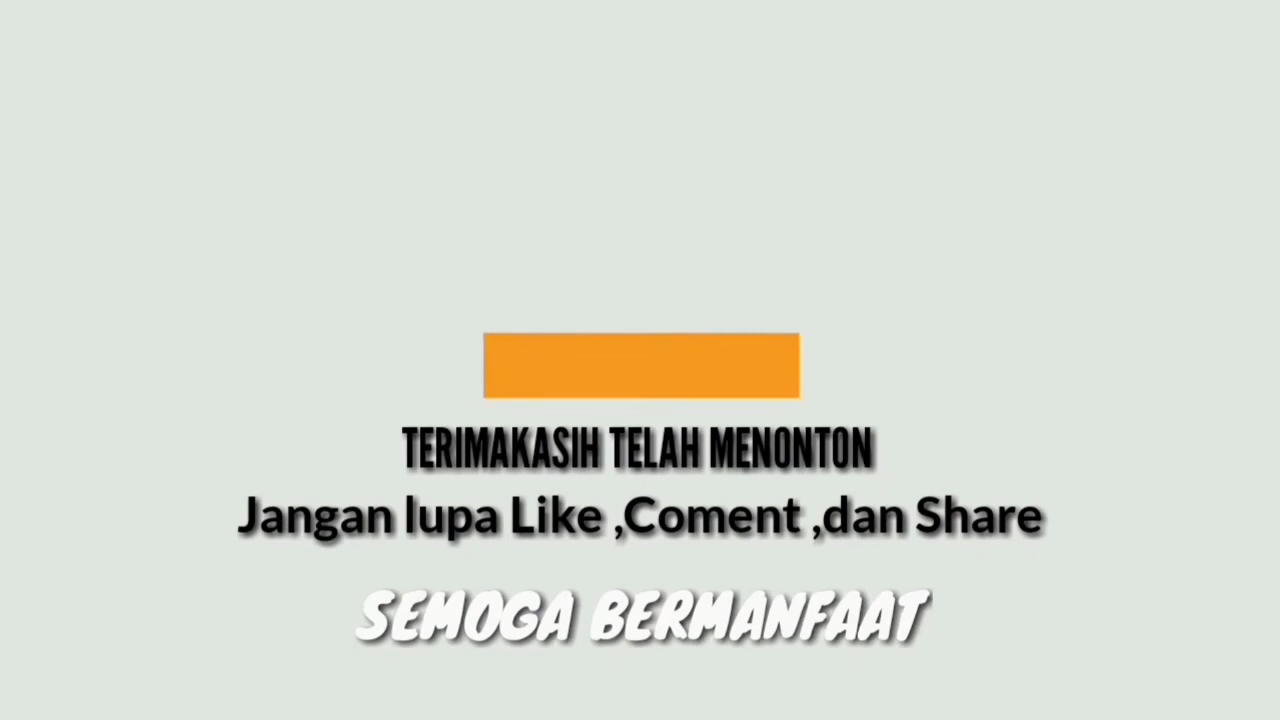 TERIMAKASIH TELAH MENONTON
Jangan lupa Like ,Coment ,dan Share
SEMOGA BERMANFAAT